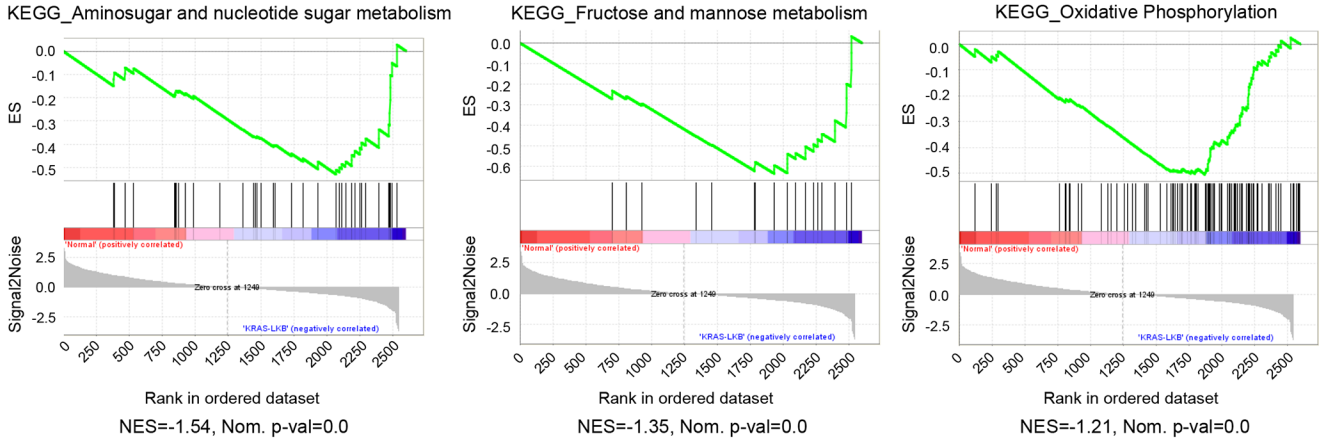 KEGG_Aminosugar and nucleotide sugar metabolism
ES
0.0
-0.1
-0.2
-0.3
-0.4
-0.5
'Normal' (positively correlated)
Signal2Noise
2.5
0.0
-2.5
Zero cross at 1249
'KRAS-LKB' (negatively correlated)
0 250 500 750 1000 1250 1500 1750 2000 2250 2500
Rank in ordered dataset
NES=-1.54, Nom. p-val=0.0
KEGG_Fructose and mannose metabolism
ES
0.0
-0.1
-0.2
-0.3
-0.4
-0.5
-0.6
'Normal' (positively correlated)
Signal2Noise
2.5
0.0
-2.5
Zero cross at 1249
'KRAS-LKB' (negatively correlated)
0 250 500 750 1000 1250 1500 1750 2000 2250 2500
Rank in ordered dataset
NES=-1.35, Nom. p-val=0.0
KEGG_Oxidative Phosphorylation
ES
0.0
-0.1
-0.2
-0.3
-0.4
-0.5
'Normal' (positively correlated)
Signal2Noise
2.5
0.0
-2.5
Zero cross at 1249
'KRAS-LKB' (negatively correlated)
0 250 500 750 1000 1250 1500 1750 2000 2250 2500
Rank in ordered dataset
NES=-1.21, Nom. p-val=0.0